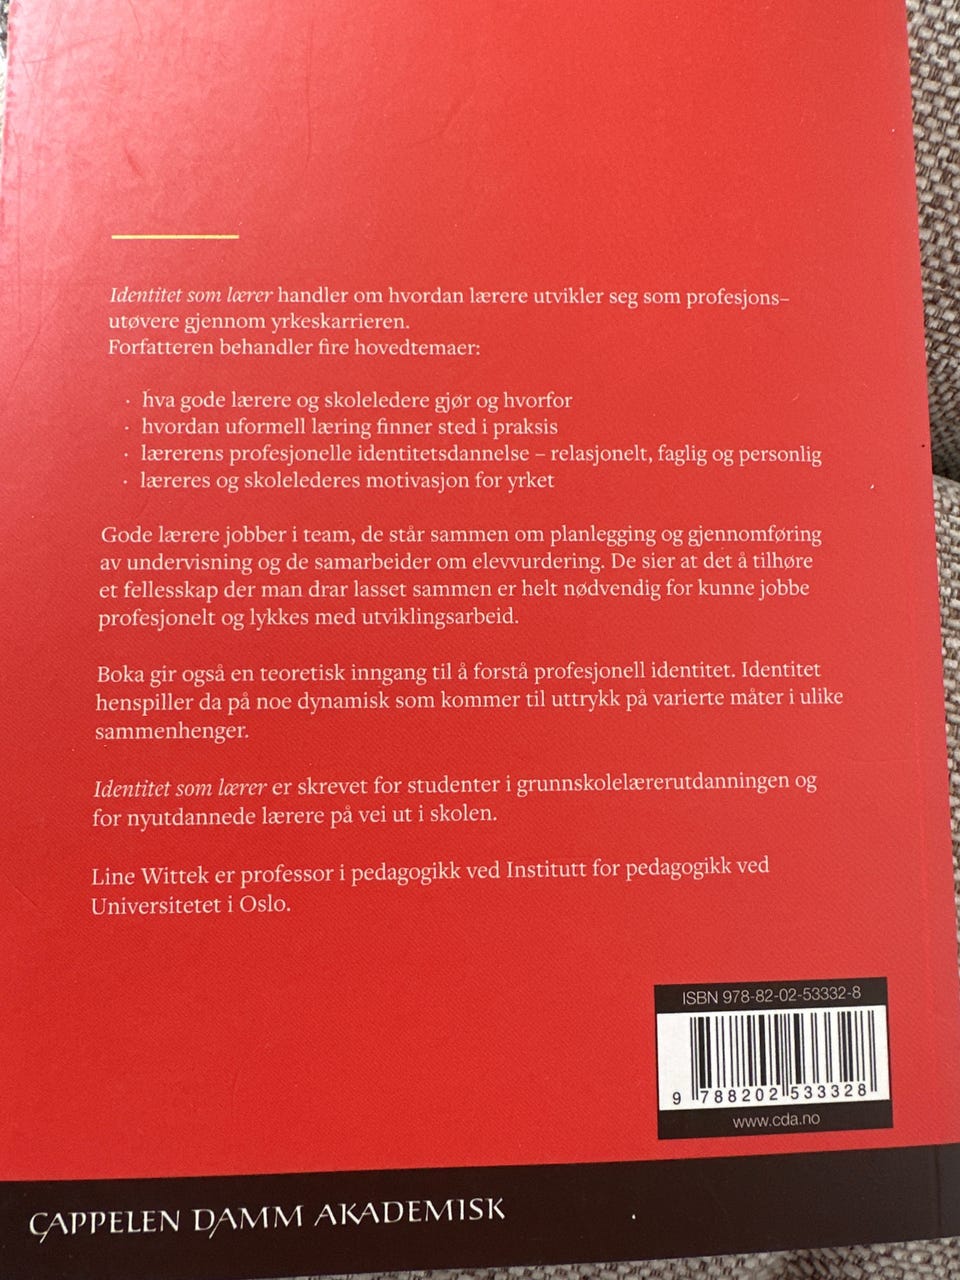 Identitet som lærer handler om hvordan lærere utvikler seg som profesjons–
utøvere gjennom yrkeskarrieren.
Forfatteren behandler fire hovedtemaer:
· hva gode lærere og skoleledere gjør og hvorfor
· hvordan uformell læring finner sted i praksis
· lærerens profesjonelle identitetsdannelse – relasjonelt, faglig og personlig
· læreres og skolelederes motivasjon for yrket
Gode lærere jobber i team, de står sammen om planlegging og gjennomføring
av undervisning og de samarbeider om elevvurdering. De sier at det å tilhøre
et fellesskap der man drar lasset sammen er helt nødvendig for kunne jobbe
profesjonelt og lykkes med utviklingsarbeid.
Boka gir også en teoretisk inngang til å forstå profesjonell identitet. Identitet
henspiller da på noe dynamisk som kommer til uttrykk på varierte måter i ulike
sammenhenger.
Identitet som lærer er skrevet for studenter i grunnskolelærerutdanningen og
for nyutdannede lærere på vei ut i skolen.
Line Wittek er professor i pedagogikk ved Institutt for pedagogikk ved
Universitetet i Oslo.
ISBN 978-82-02-53332-8
9 788202 533328
www.cda.no
CAPPELEN DAMM AKADEMISK